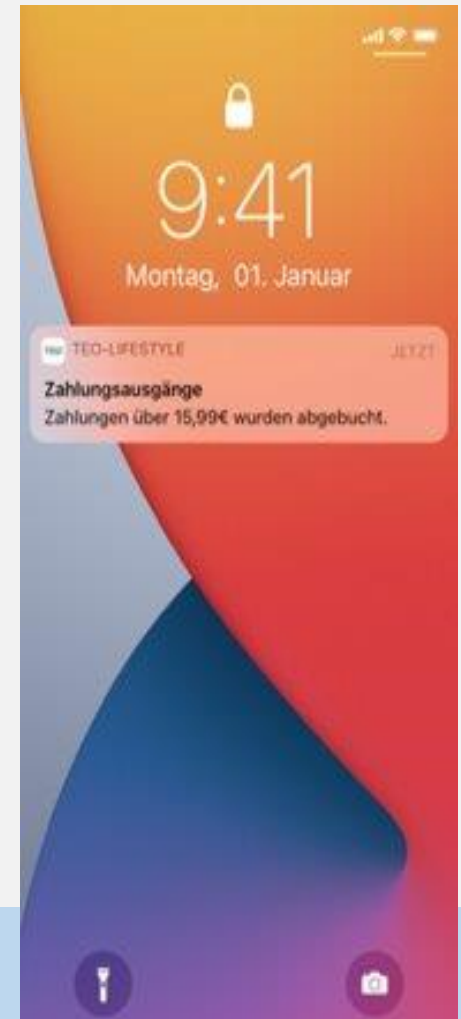 9:41
Montag, 01. Januar
TEO-LIFESTYLE JETZT
Zahlungsausgänge
Zahlungen über 15,99€ wurden abgebucht.